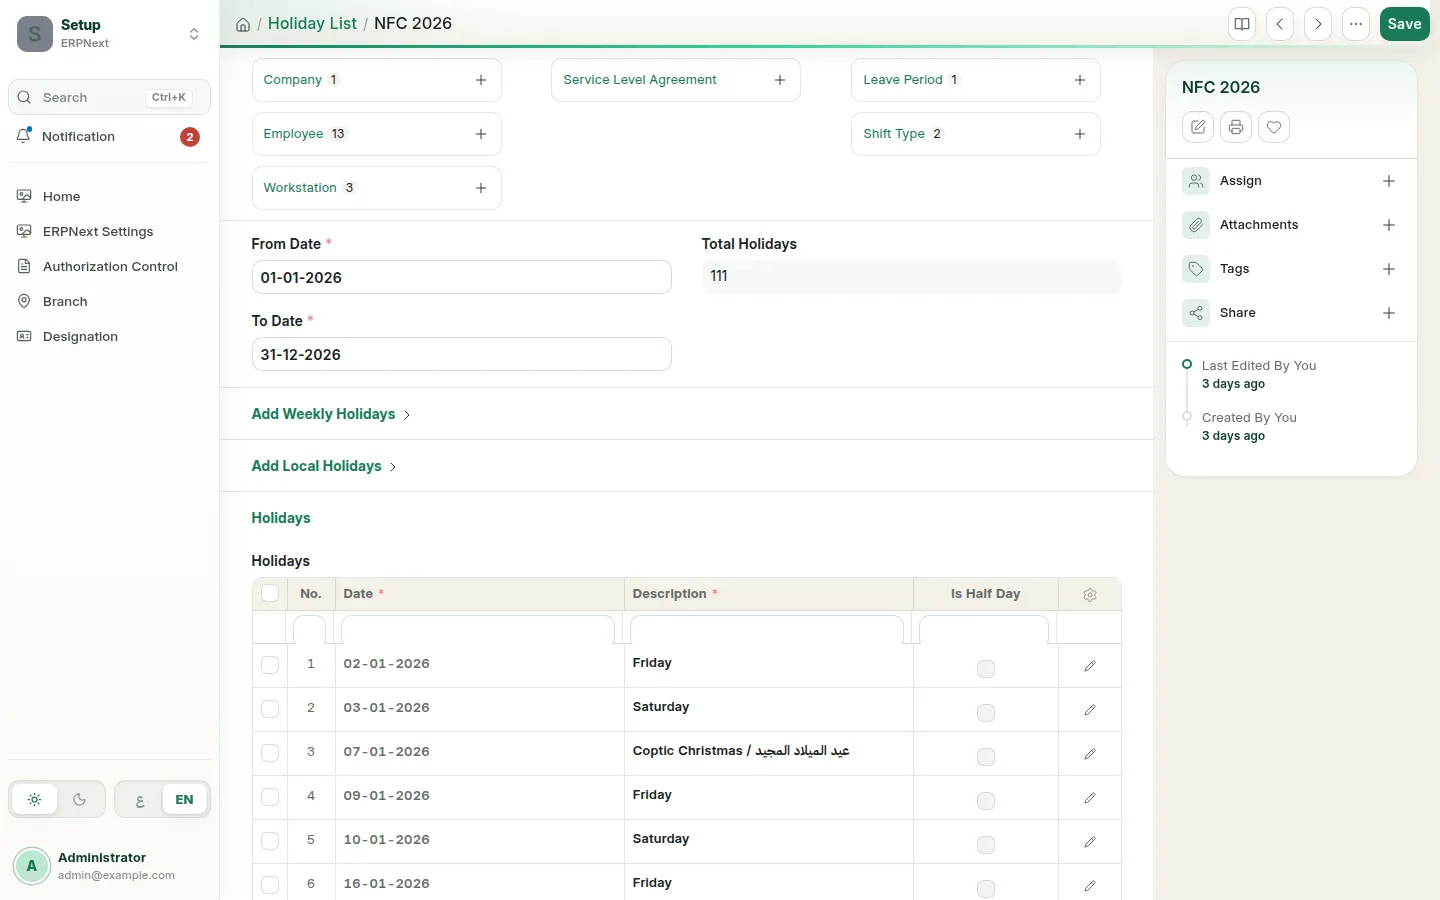 S
Setup
ERPNext
Search
Ctrl+K
Notification
2
Home
ERPNext Settings
Authorization Control
Branch
Designation
ع
EN
A
Administrator
admin@example.com
/ Holiday List / NFC 2026
Save
Company 1
Service Level Agreement
Leave Period 1
Employee 13
Shift Type 2
Workstation 3
From Date *
01-01-2026
Total Holidays
111
To Date *
31-12-2026
Add Weekly Holidays
Add Local Holidays
Holidays
Holidays
No. Date * Description * Is Half Day
1 02-01-2026 Friday
2 03-01-2026 Saturday
3 07-01-2026 Coptic Christmas / عيد الميلاد المجيد
4 09-01-2026 Friday
5 10-01-2026 Saturday
6 16-01-2026 Friday
NFC 2026
Assign
Attachments
Tags
Share
Last Edited By You
3 days ago
Created By You
3 days ago